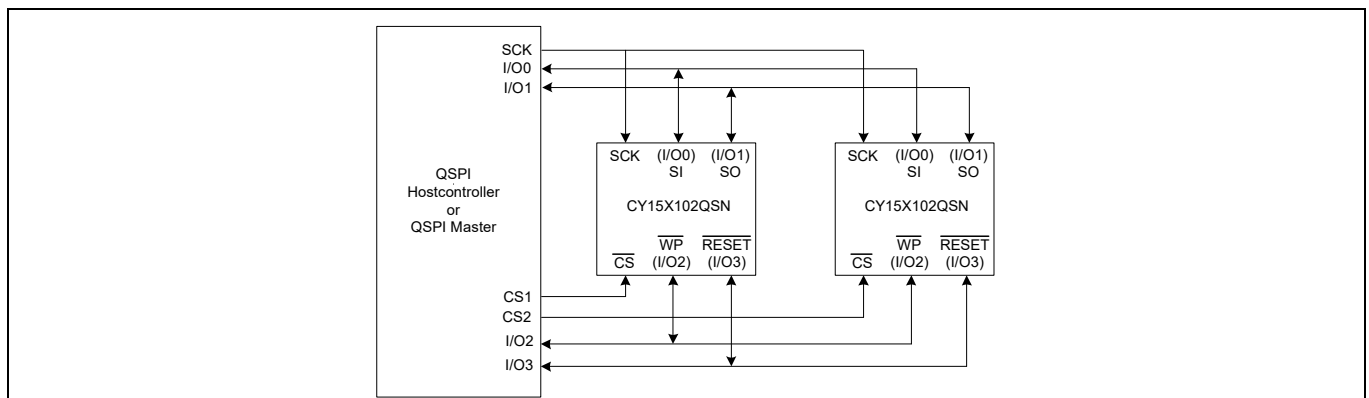 SCK
I/O0
I/O1
QSPI
Hostcontroller
or
QSPI Master
CS1
CS2
I/O2
I/O3
SCK (I/O0) (I/O1)
SI SO
CY15X102QSN
WP RESET
CS (I/O2) (I/O3)
SCK (I/O0) (I/O1)
SI SO
CY15X102QSN
WP RESET
CS (I/O2) (I/O3)